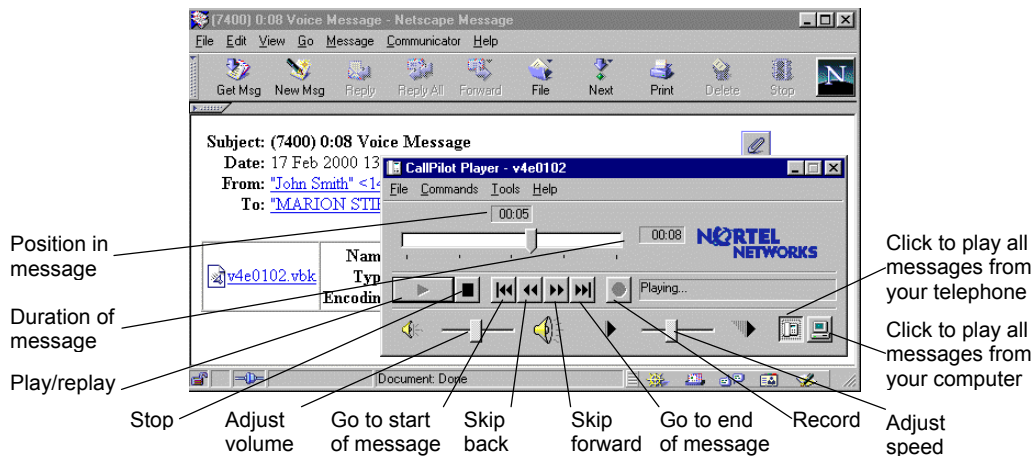 (7400) 0:08 Voice Message - Netscape Message
File Edit View Go Message Communicator Help
Get Msg New Msg Reply Reply All Forward File Next Print Delete Stop N
Subject: (7400) 0:08 Voice Message
Date: 17 Feb 2000 13
From: "John Smith" <14
To: "MARION
v4e0102.vbk
Nam
Typ
Encodin
CallPilot Player - v4e0102
File Commands Tools Help
00:05
00:08
NORTEL
NETWORKS
Playing...
Document: Done
Position in
message
Duration of
message
Play/replay
Stop
Adjust
volume
Go to start
of message
Skip
back
Skip
forward
Go to end
of message
Record
Adjust
speed
Click to play all
messages from
your telephone
Click to play all
messages from
your computer